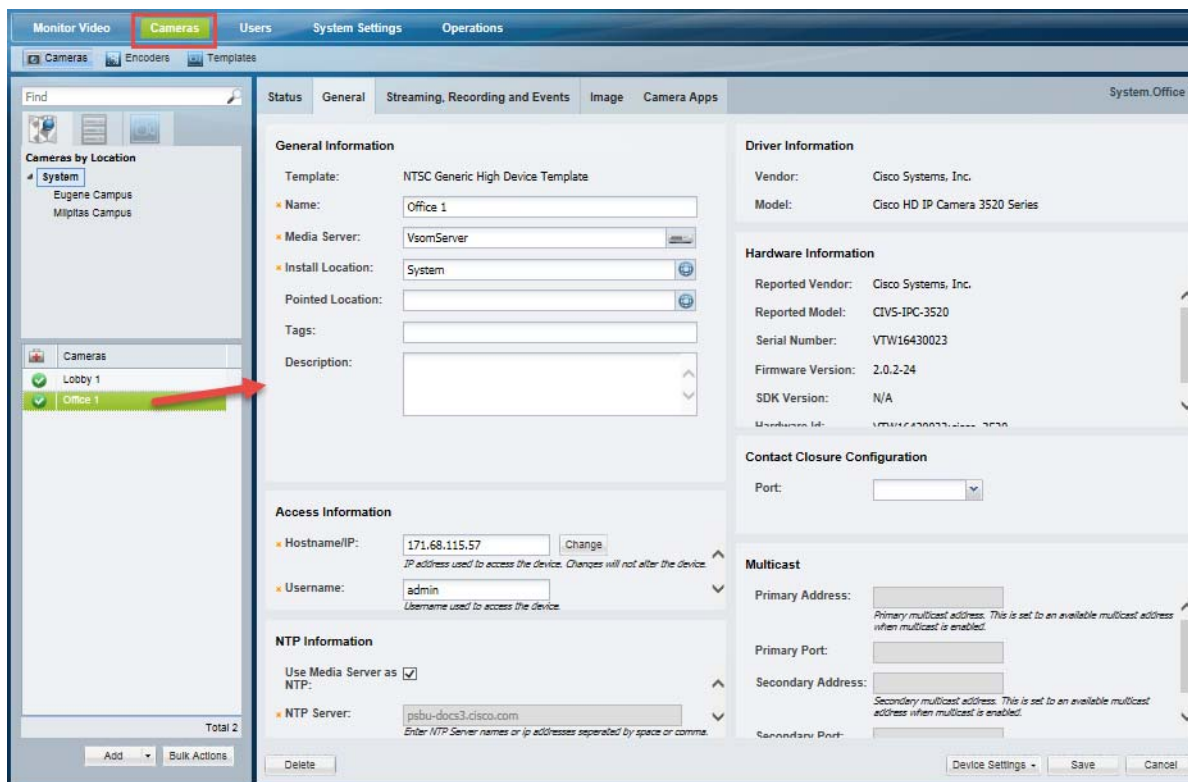 Monitor Video Cameras Users System Settings Operations
Cameras Encoders Templates
Find
Cameras by Location
System
Eugene Campus
Milpitas Campus
Cameras
Lobby 1
Office 1
Total 2
Add Bulk Actions
Status General Streaming, Recording and Events Image Camera Apps
System.Office
General Information
Template: NTSC Generic High Device Template
* Name: Office 1
* Media Server: VsomServer
* Install Location: System
Pointed Location:
Tags:
Description:
Access Information
* Hostname/IP: 171.68.115.57 Change
IP address used to access the device. Changes will not alter the device.
* Username: admin
Username used to access the device.
NTP Information
Use Media Server as
NTP:
* NTP Server: psbu-docs3.cisco.com
Enter NTP Server names or ip addresses seperated by space or comma.
Driver Information
Vendor: Cisco Systems, Inc.
Model: Cisco HD IP Camera 3520 Series
Hardware Information
Reported Vendor: Cisco Systems, Inc.
Reported Model: CIVS-IPC-3520
Serial Number: VTW16430023
Firmware Version: 2.0.2-24
SDK Version: N/A
Hardware Id:
Contact Closure Configuration
Port:
Multicast
Primary Address:
Primary multicast address. This is set to an available multicast address
when multicast is enabled.
Primary Port:
Secondary Address:
Secondary multicast address. This is set to an available multicast
address when multicast is enabled.
Secondary Port:
Delete Device Settings Save Cancel